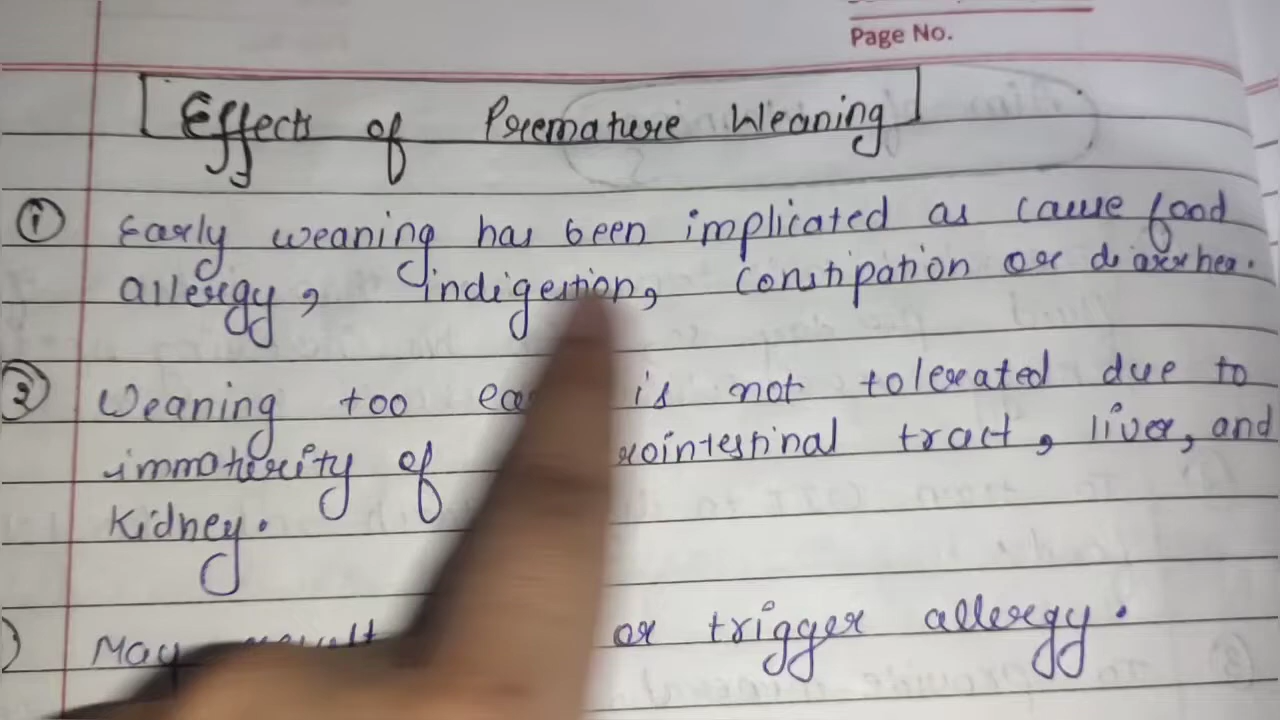 Page No.
Effects of Premature Weaning
① Early weaning has been implicated as cause food
allergy, indigestion, constipation or diarrhea.
② Weaning too is not tolerated due to
immaturity of tract, liver, and
Kidney.
May result or trigger allergy.